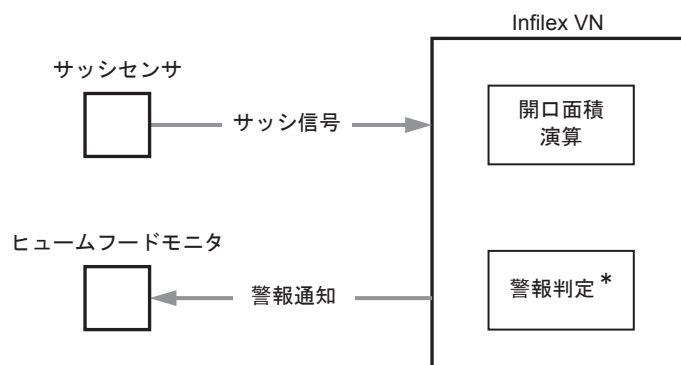 Infilex VN
サッシセンサ
サッシ信号
開口面積
演算
ヒュームフードモニタ
警報通知
警報判定*